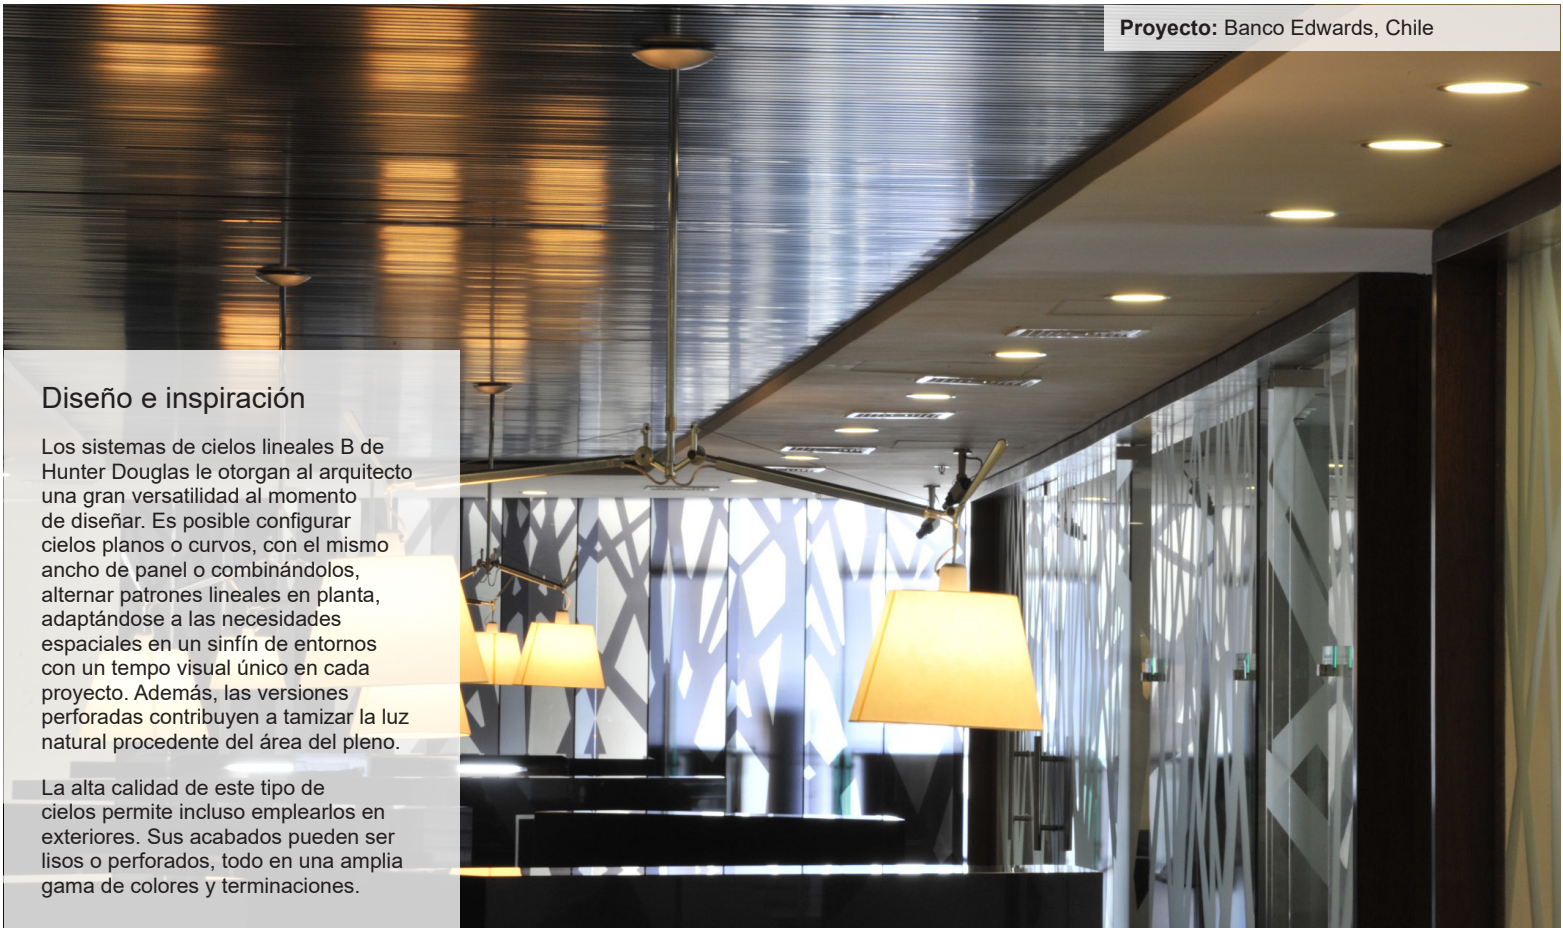 Proyecto: Banco Edwards, Chile
Diseño e inspiración
Los sistemas de cielos lineales B de
Hunter Douglas le otorgan al arquitecto
una gran versatilidad al momento
de diseñar. Es posible configurar
cielos planos o curvos, con el mismo
ancho de panel o combinándolos,
alternar patrones lineales en planta,
adaptándose a las necesidades
espaciales en un sinfín de entornos
con un tempo visual único en cada
proyecto. Además, las versiones
perforadas contribuyen a tamizar la luz
natural procedente del área del pleno.
La alta calidad de este tipo de
cielos permite incluso emplearlos en
exteriores. Sus acabados pueden ser
lisos o perforados, todo en una amplia
gama de colores y terminaciones.